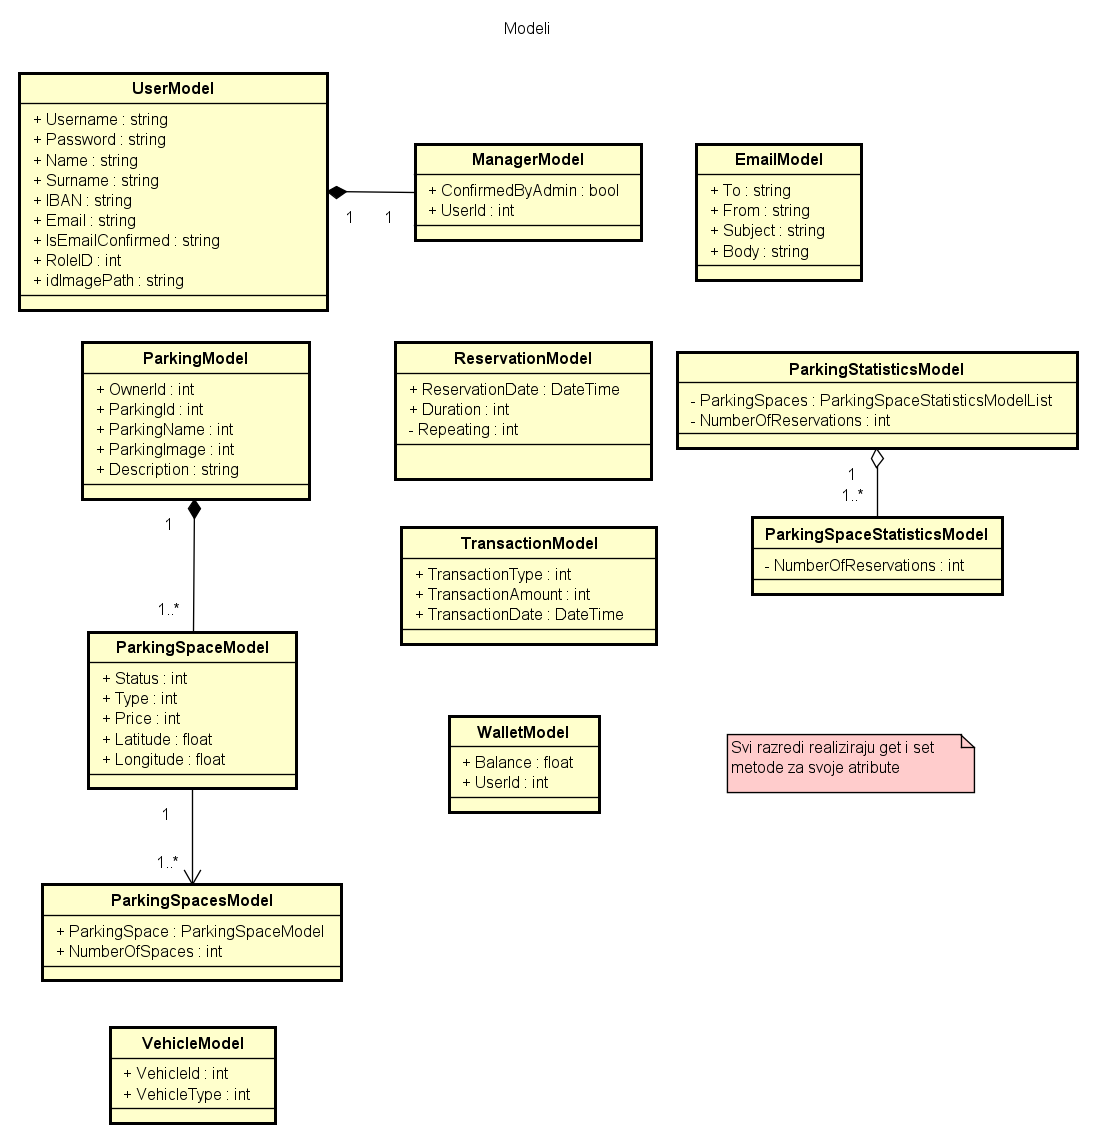 Modeli
UserModel
+ Username : string
+ Password : string
+ Name : string
+ Surname : string
+ IBAN : string
+ Email : string
+ IsEmailConfirmed : string
+ RoleID : int
+ idImagePath : string
1
1
ManagerModel
+ ConfirmedByAdmin : bool
+ UserId : int
EmailModel
+ To : string
+ From : string
+ Subject : string
+ Body : string
ParkingModel
+ OwnerId : int
+ ParkingId : int
+ ParkingName : int
+ ParkingImage : int
+ Description : string
1
1..*
ReservationModel
+ ReservationDate : DateTime
+ Duration : int
- Repeating : int
ParkingStatisticsModel
- ParkingSpaces : ParkingSpaceStatisticsModelList
- NumberOfReservations : int
1
1..*
ParkingSpaceStatisticsModel
- NumberOfReservations : int
TransactionModel
+ TransactionType : int
+ TransactionAmount : int
+ TransactionDate : DateTime
ParkingSpaceModel
+ Status : int
+ Type : int
+ Price : int
+ Latitude : float
+ Longitude : float
1
1..*
WalletModel
+ Balance : float
+ UserId : int
Svi razredi realiziraju get i set
metode za svoje atribute
ParkingSpacesModel
+ ParkingSpace : ParkingSpaceModel
+ NumberOfSpaces : int
VehicleModel
+ VehicleId : int
+ VehicleType : int